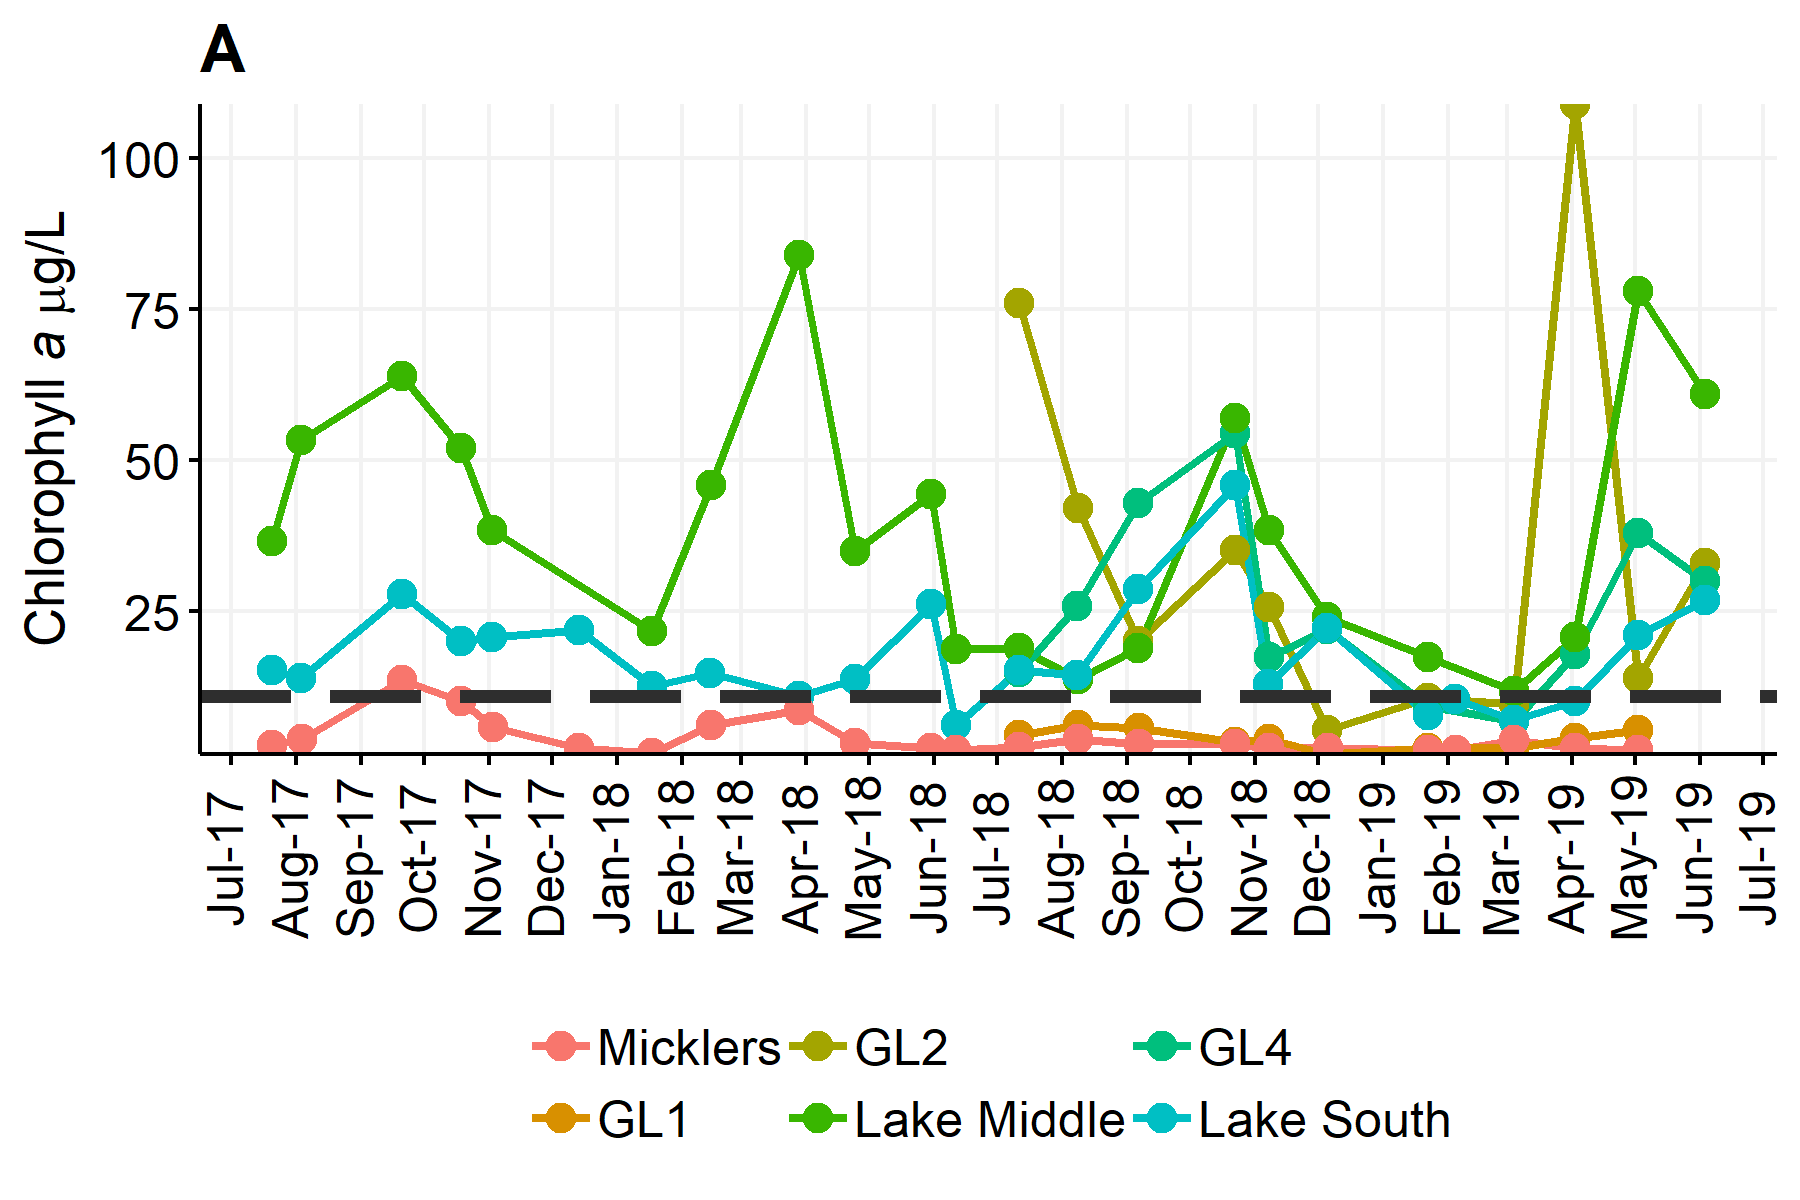 A
Chlorophyll a µg/L
100
75
50
25
Jul-17
Aug-17
Sep-17
Oct-17
Nov-17
Dec-17
Jan-18
Feb-18
Mar-18
Apr-18
May-18
Jun-18
Jul-18
Aug-18
Sep-18
Oct-18
Nov-18
Dec-18
Jan-19
Feb-19
Mar-19
Apr-19
May-19
Jun-19
Jul-19
Micklers GL2 GL4
GL1 Lake Middle Lake South